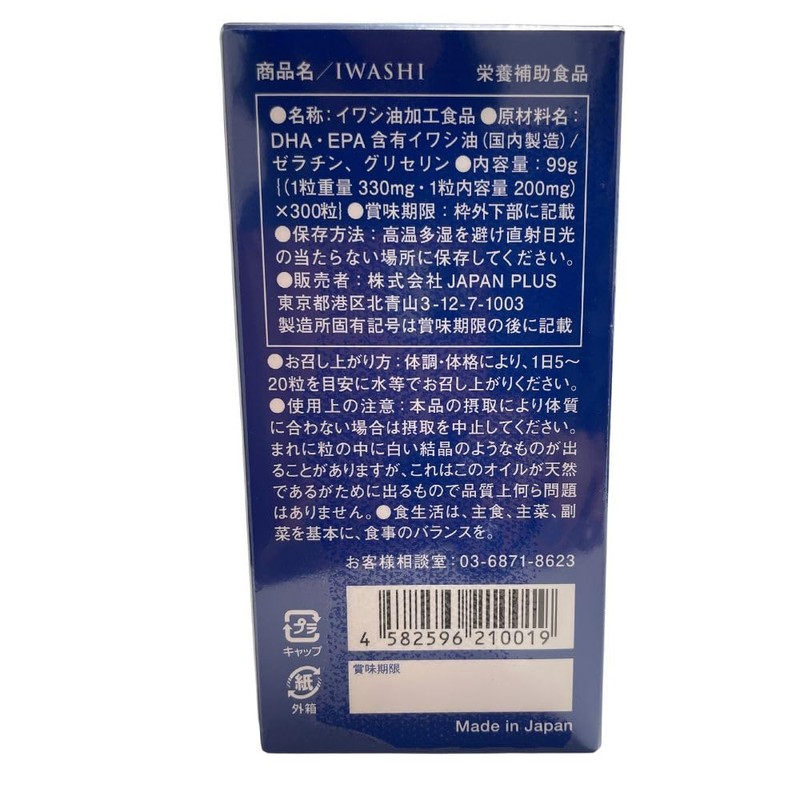 商品名／IWASHI 栄養補助食品
●名称：イワシ油加工食品 ●原材料名：
DHA・EPA 含有イワシ油（国内製造）／
ゼラチン、グリセリン ●内容量：99g
{（1粒重量 330mg・1粒内容量 200mg）
×300粒} ●賞味期限：枠外下部に記載
●保存方法：高温多湿を避け直射日光
の当たらない場所に保存してください。
●販売者：株式会社 JAPAN PLUS
東京都港区北青山3-12-7-1003
製造所固有記号は賞味期限の後に記載
●お召し上がり方：体調・体格により、1日5〜
20粒を目安に水等でお召し上がりください。
●使用上の注意：本品の摂取により体質
に合わない場合は摂取を中止してください。
まれに粒の中に白い結晶のようなものが出
ることがありますが、これはこのオイルが天然
であるがために出るもので品質上何ら問題
はありません。●食生活は、主食、主菜、副
菜を基本に、食事のバランスを。
お客様相談室：03-6871-8623
4 582596 210019
プラ
キャップ
賞味期限
紙
外箱
Made in Japan